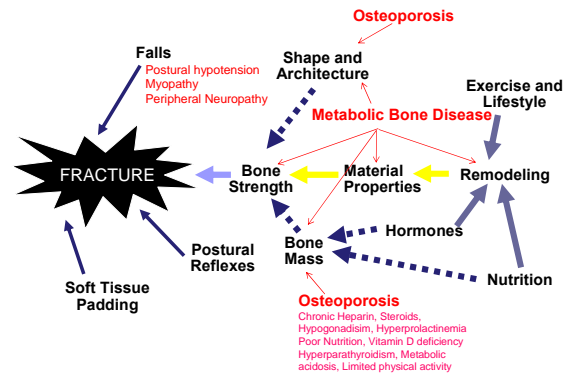 Osteoporosis
Falls
Postural hypotension
Myopathy
Peripheral Neuropathy
Shape and
Architecture
Exercise and
Lifestyle
Metabolic Bone Disease
FRACTURE
Bone
Strength
Material
Properties
Remodeling
Postural
Reflexes
Bone
Mass
Hormones
Soft Tissue
Padding
Nutrition
Osteoporosis
Chronic Heparin, Steroids,
Hypogonadisim, Hyperprolactinemia
Poor Nutrition, Vitamin D deficiency
Hyperparathyroidism, Metabolic
acidosis, Limited physical activity